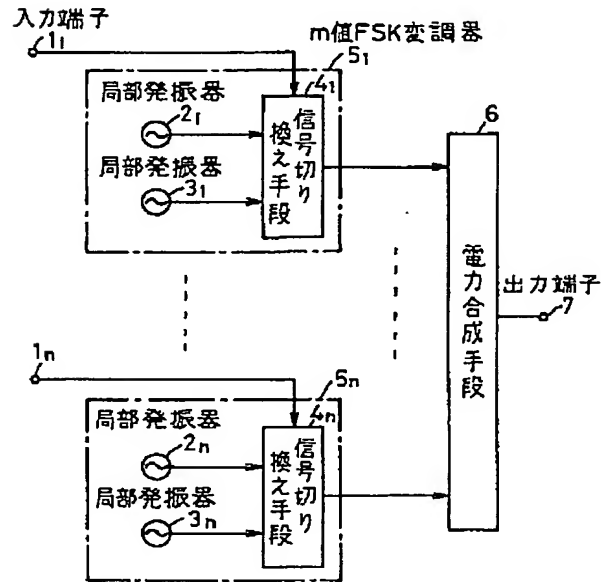 入力端子
1₁
m値FSK変調器
5₁
局部発振器
4₁
2₁
信号切り換え手段
局部発振器
3₁
6
電力合成手段
出力端子
7
1n
5n
局部発振器
4n
2n
信号切り換え手段
局部発振器
3n